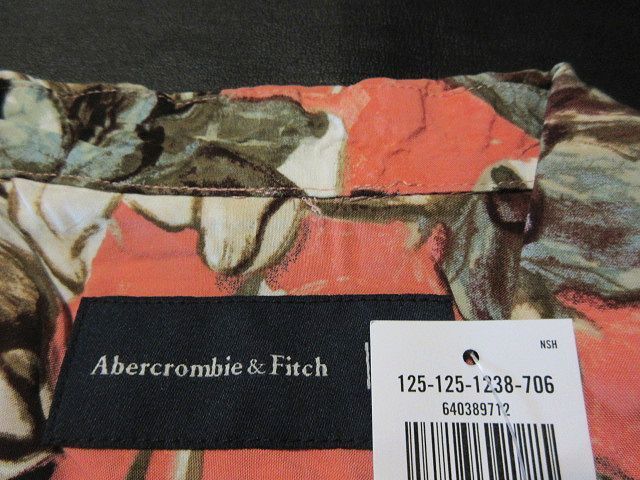 Abercrombie & Fitch
NSH
125-125-1238-706
640389712